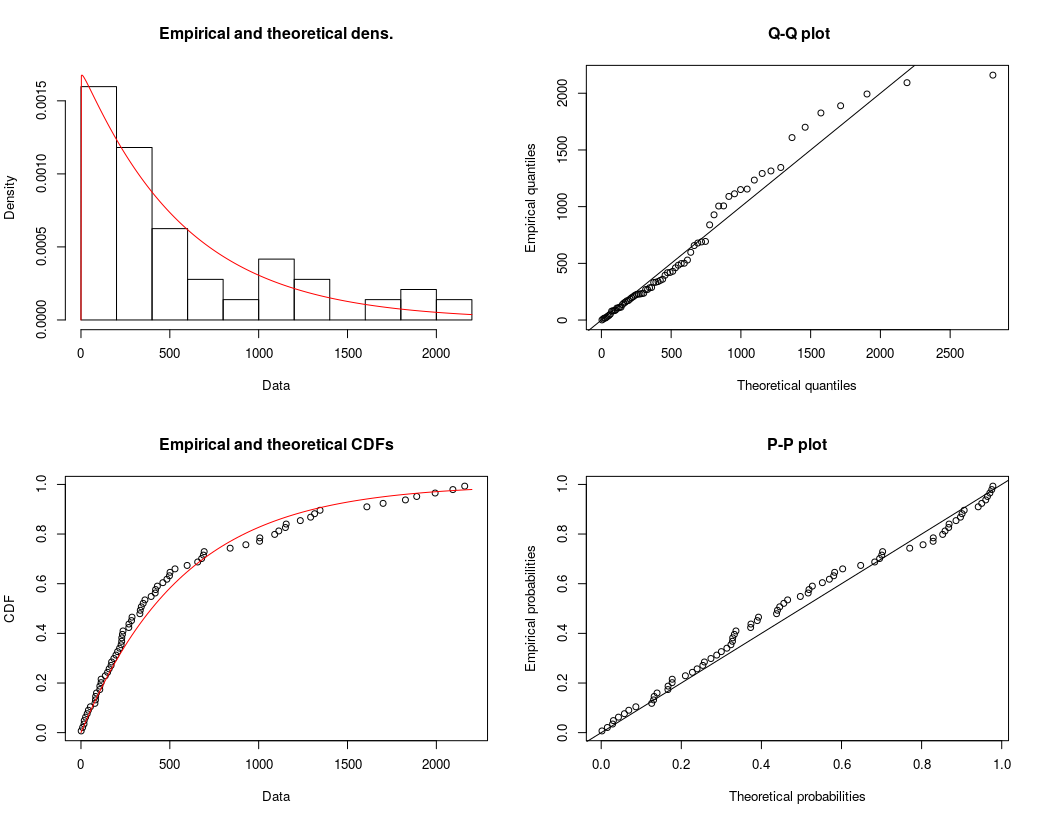 Empirical and theoretical dens.
Density
0.0000 0.0005 0.0010 0.0015
0 500 1000 1500 2000
Data
Q-Q plot
Empirical quantiles
0 500 1000 1500 2000
0 500 1000 1500 2000 2500
Theoretical quantiles
Empirical and theoretical CDFs
CDF
0.0 0.2 0.4 0.6 0.8 1.0
0 500 1000 1500 2000
Data
P-P plot
Empirical probabilities
0.0 0.2 0.4 0.6 0.8 1.0
0.0 0.2 0.4 0.6 0.8 1.0
Theoretical probabilities